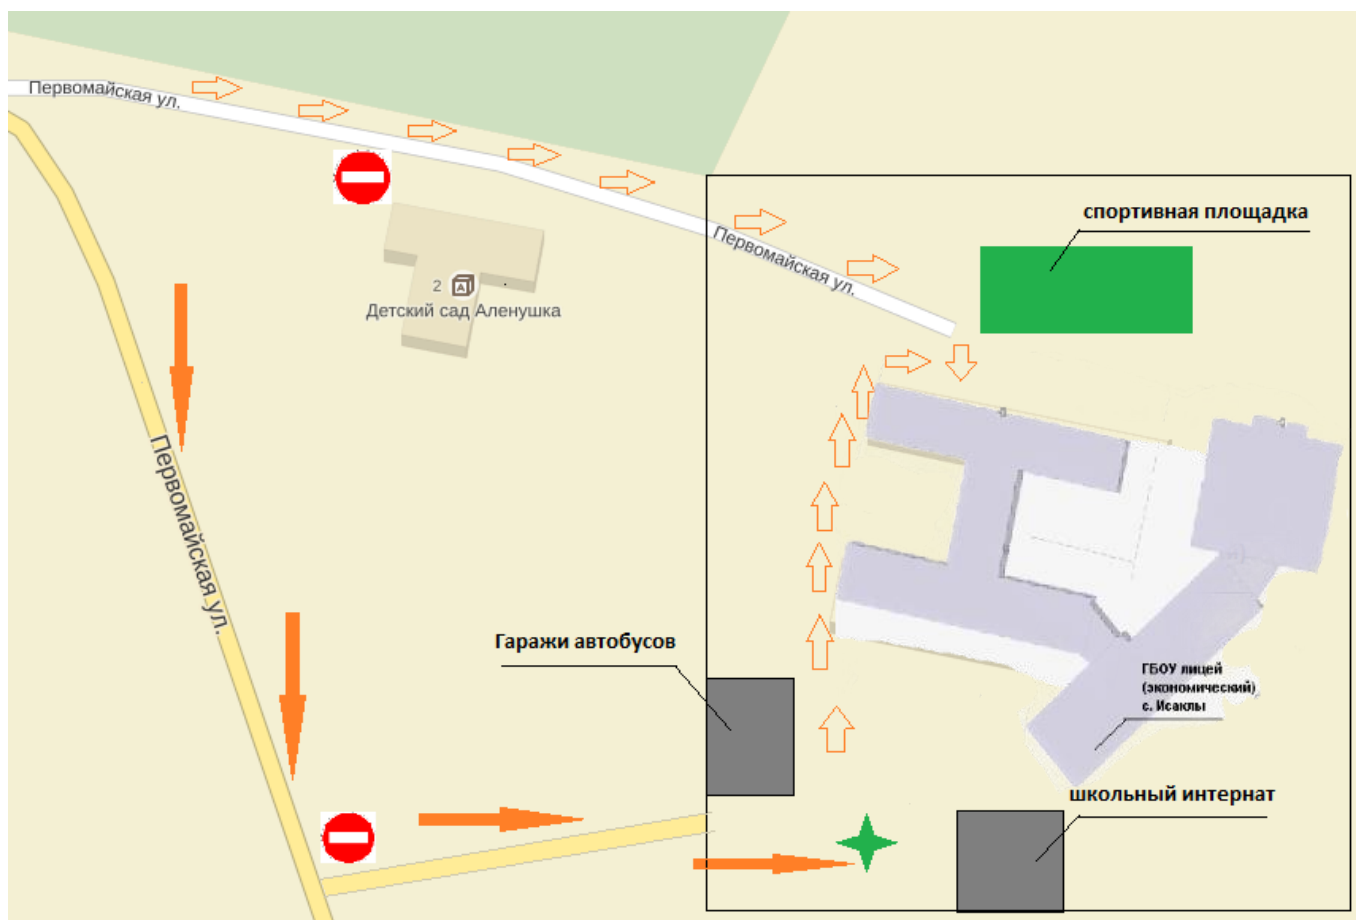 Первомайская ул.
спортивная площадка
Первомайская ул.
2
Детский сад Аленушка
Первомайская ул.
Гаражи автобусов
ГБОУ лицей
(экономический)
с. Исаклы
школьный интернат